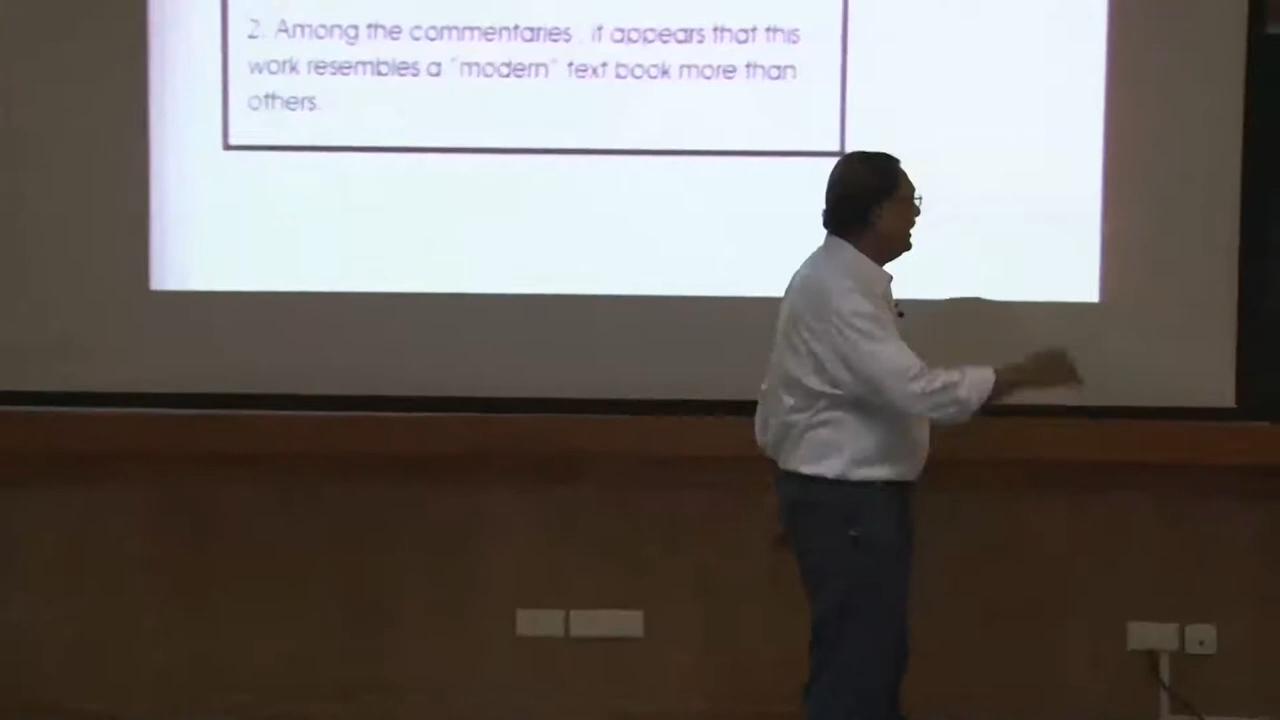 2. Among the commentaries , it appears that this
work resembles a "modern" text book more than
others.